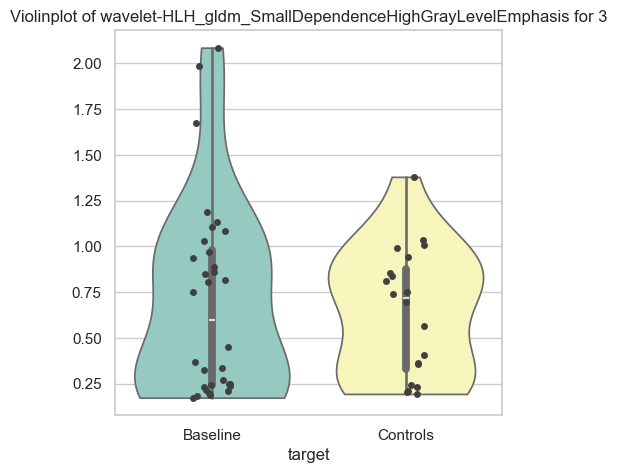 Violinplot of wavelet-HLH_gldm_SmallDependenceHighGrayLevelEmphasis for 3
2.00
1.75
1.50
1.25
1.00
0.75
0.50
0.25
Baseline
Controls
target